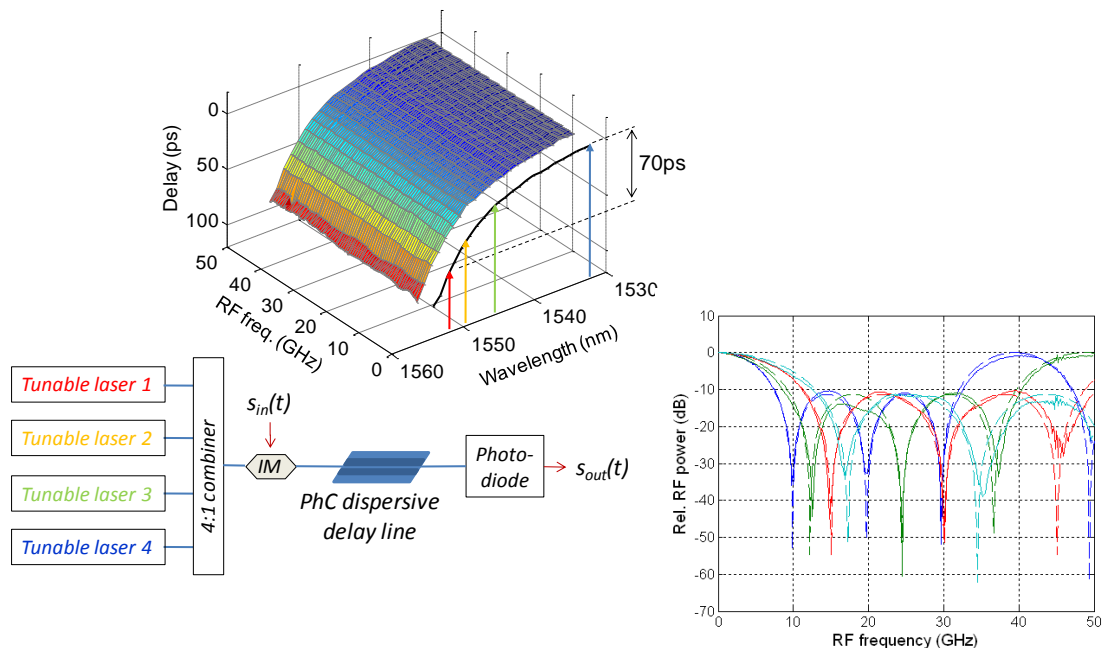 0
50
100
Delay (ps)
50
40
30
20
10
0
RF freq. (GHz)
1560
1550
1540
1530
Wavelength (nm)
70ps
Tunable laser 1
Tunable laser 2
Tunable laser 3
Tunable laser 4
4:1 combiner
s_in(t)
IM
PhC dispersive
delay line
Photo-
diode
s_out(t)
10
0
-10
-20
-30
-40
-50
-60
-70
Rel. RF power (dB)
0
10
20
30
40
50
RF frequency (GHz)